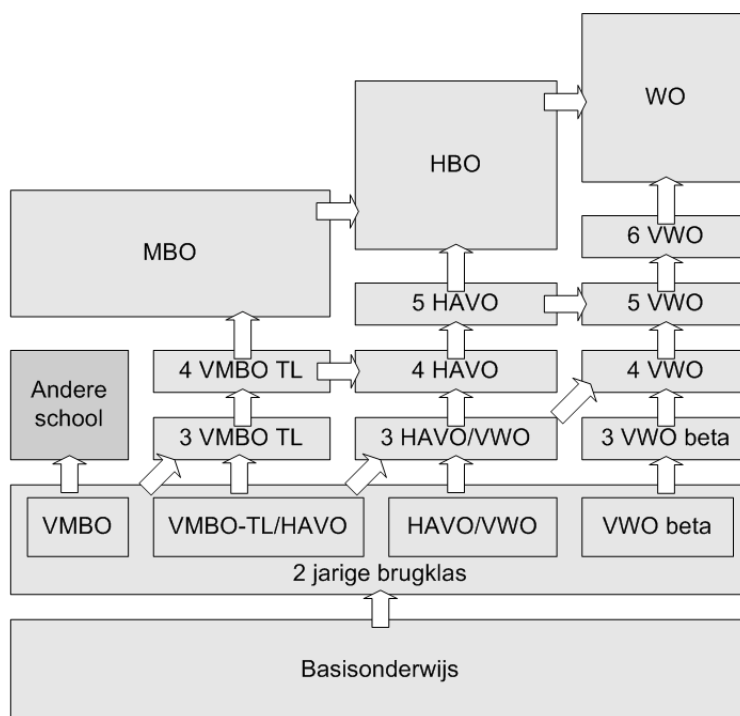 WO
HBO
6 VWO
MBO
5 HAVO
5 VWO
Andere
school
4 VMBO TL
4 HAVO
4 VWO
3 VMBO TL
3 HAVO/VWO
3 VWO beta
VMBO
VMBO-TL/HAVO
HAVO/VWO
VWO beta
2 jarige brugklas
Basisonderwijs